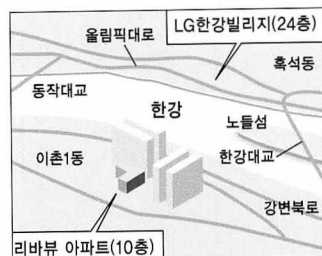 LG한강빌리지(24층)
올림픽대로
흑석동
동작대교
한강
노들섬
이촌1동
한강대교
강변북로
리바뷰 아파트(10층)